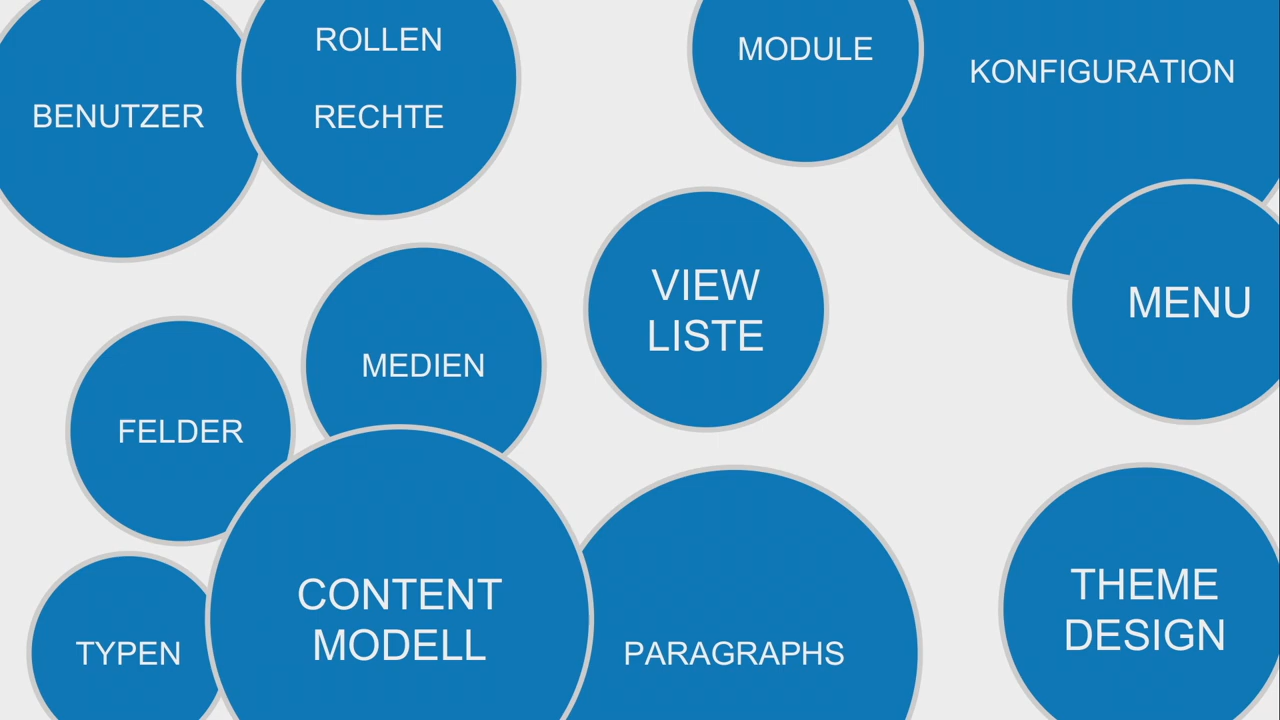 ROLLEN
RECHTE
BENUTZER
MODULE
KONFIGURATION
VIEW
LISTE
MENU
MEDIEN
FELDER
CONTENT
MODELL
TYPEN
PARAGRAPHS
THEME
DESIGN